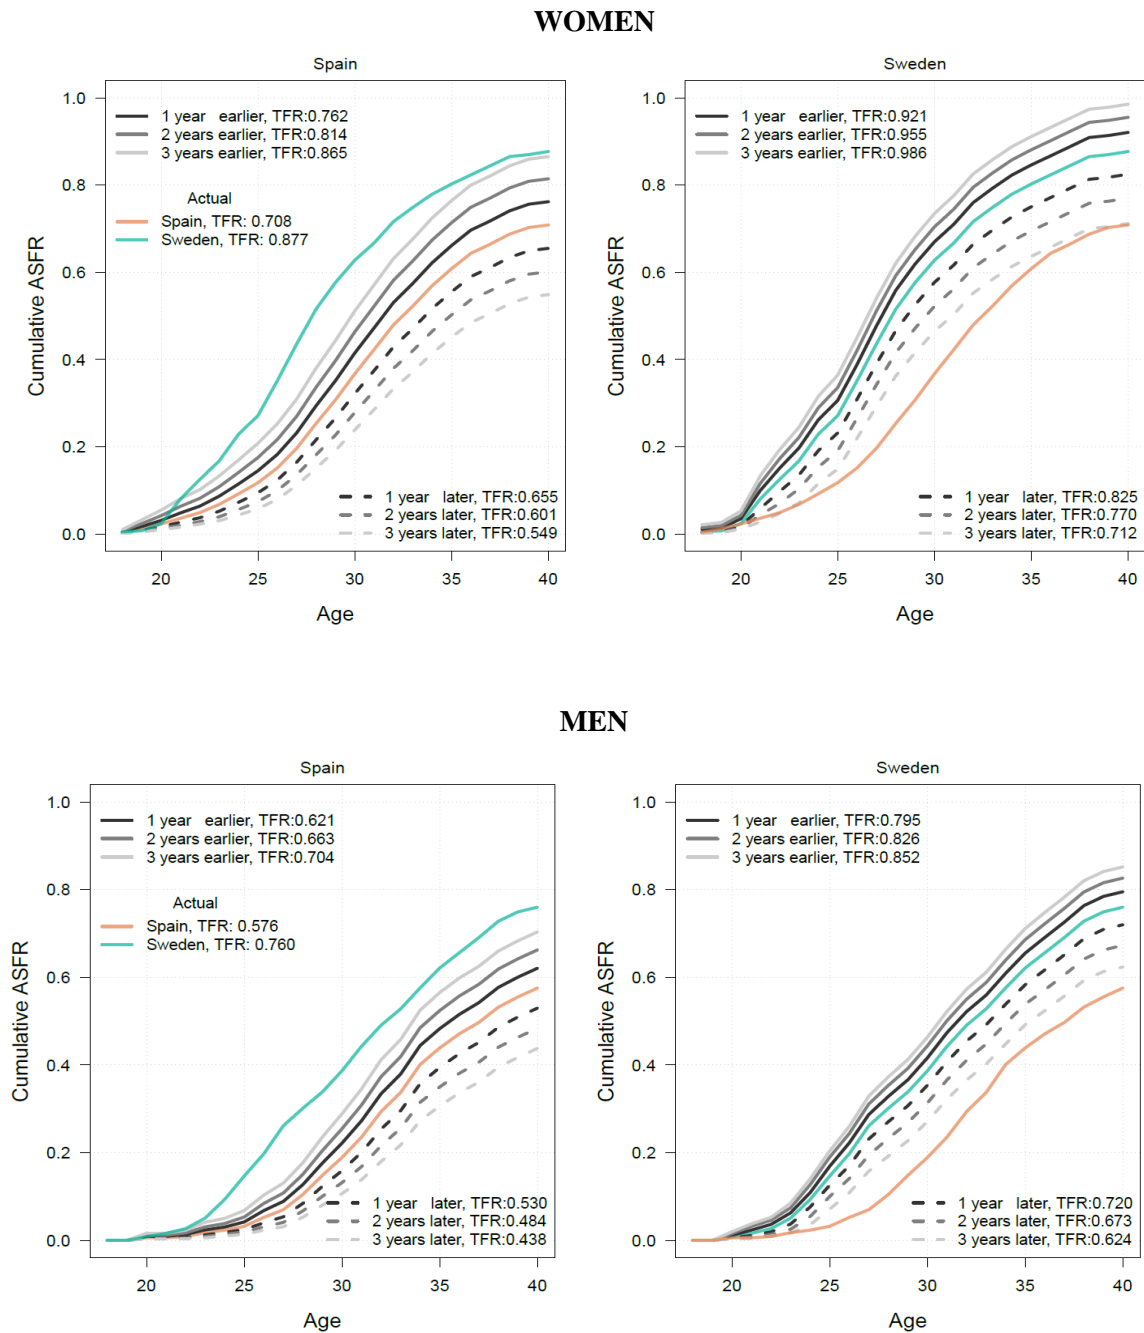 WOMEN
Spain
1.0
0.8
0.6
0.4
0.2
0.0
Cumulative ASFR
1 year earlier, TFR:0.762
2 years earlier, TFR:0.814
3 years earlier, TFR:0.865
Actual
Spain, TFR: 0.708
Sweden, TFR: 0.877
1 year later, TFR:0.655
2 years later, TFR:0.601
3 years later, TFR:0.549
20 25 30 35 40
Age
Sweden
1.0
0.8
0.6
0.4
0.2
0.0
Cumulative ASFR
1 year earlier, TFR:0.921
2 years earlier, TFR:0.955
3 years earlier, TFR:0.986
1 year later, TFR:0.825
2 years later, TFR:0.770
3 years later, TFR:0.712
20 25 30 35 40
Age
MEN
Spain
1.0
0.8
0.6
0.4
0.2
0.0
Cumulative ASFR
1 year earlier, TFR:0.621
2 years earlier, TFR:0.663
3 years earlier, TFR:0.704
Actual
Spain, TFR: 0.576
Sweden, TFR: 0.760
1 year later, TFR:0.530
2 years later, TFR:0.484
3 years later, TFR:0.438
20 25 30 35 40
Age
Sweden
1.0
0.8
0.6
0.4
0.2
0.0
Cumulative ASFR
1 year earlier, TFR:0.795
2 years earlier, TFR:0.826
3 years earlier, TFR:0.852
1 year later, TFR:0.720
2 years later, TFR:0.673
3 years later, TFR:0.624
20 25 30 35 40
Age